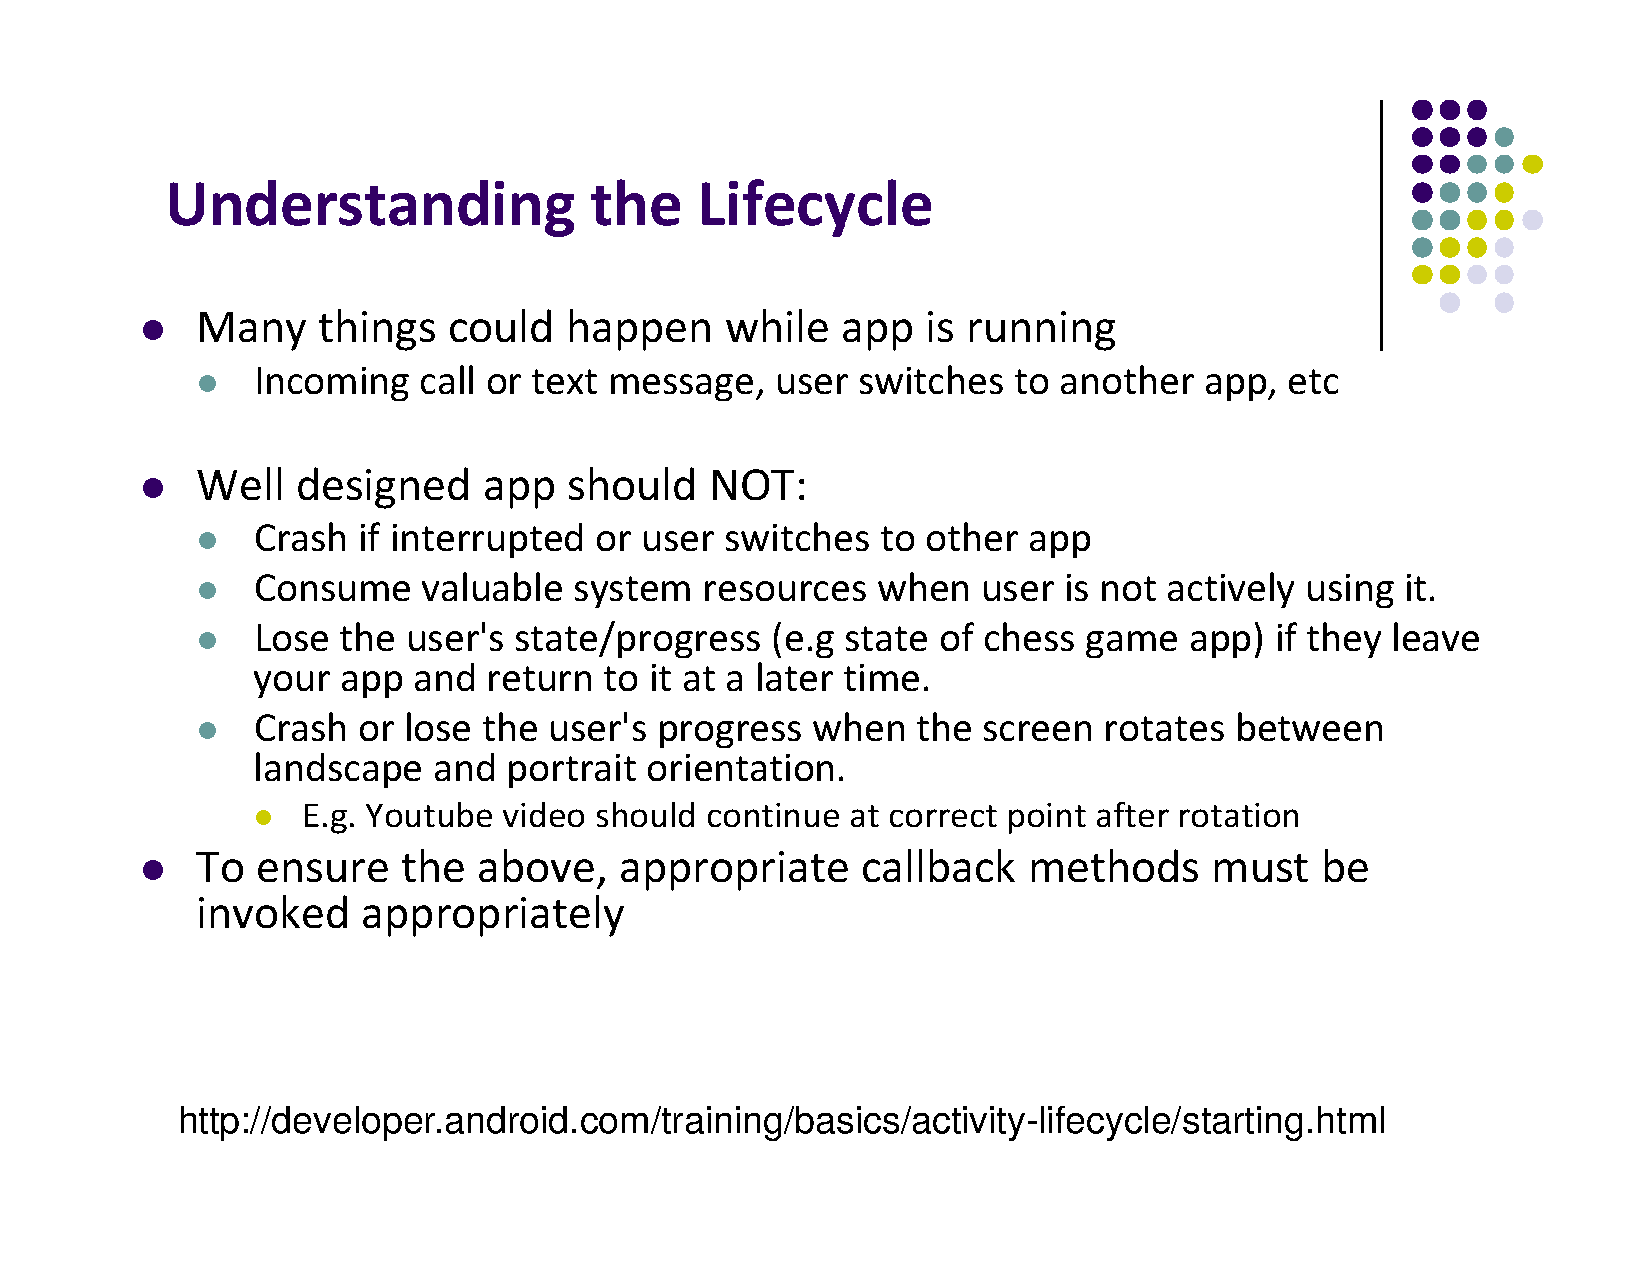 Understanding the Lifecycle
Many things could happen while app is running
Incoming call or text message, user switches to another app, etc
Well designed app should NOT:
Crash if interrupted or user switches to other app
Consume valuable system resources when user is not actively using it.
Lose the user's state/progress (e.g state of chess game app) if they leave
your app and return to it at a later time.
Crash or lose the user's progress when the screen rotates between
landscape and portrait orientation.
E.g. Youtube video should continue at correct point after rotation
To ensure the above, appropriate callback methods must be
invoked appropriately
http://developer.android.com/training/basics/activity-lifecycle/starting.html